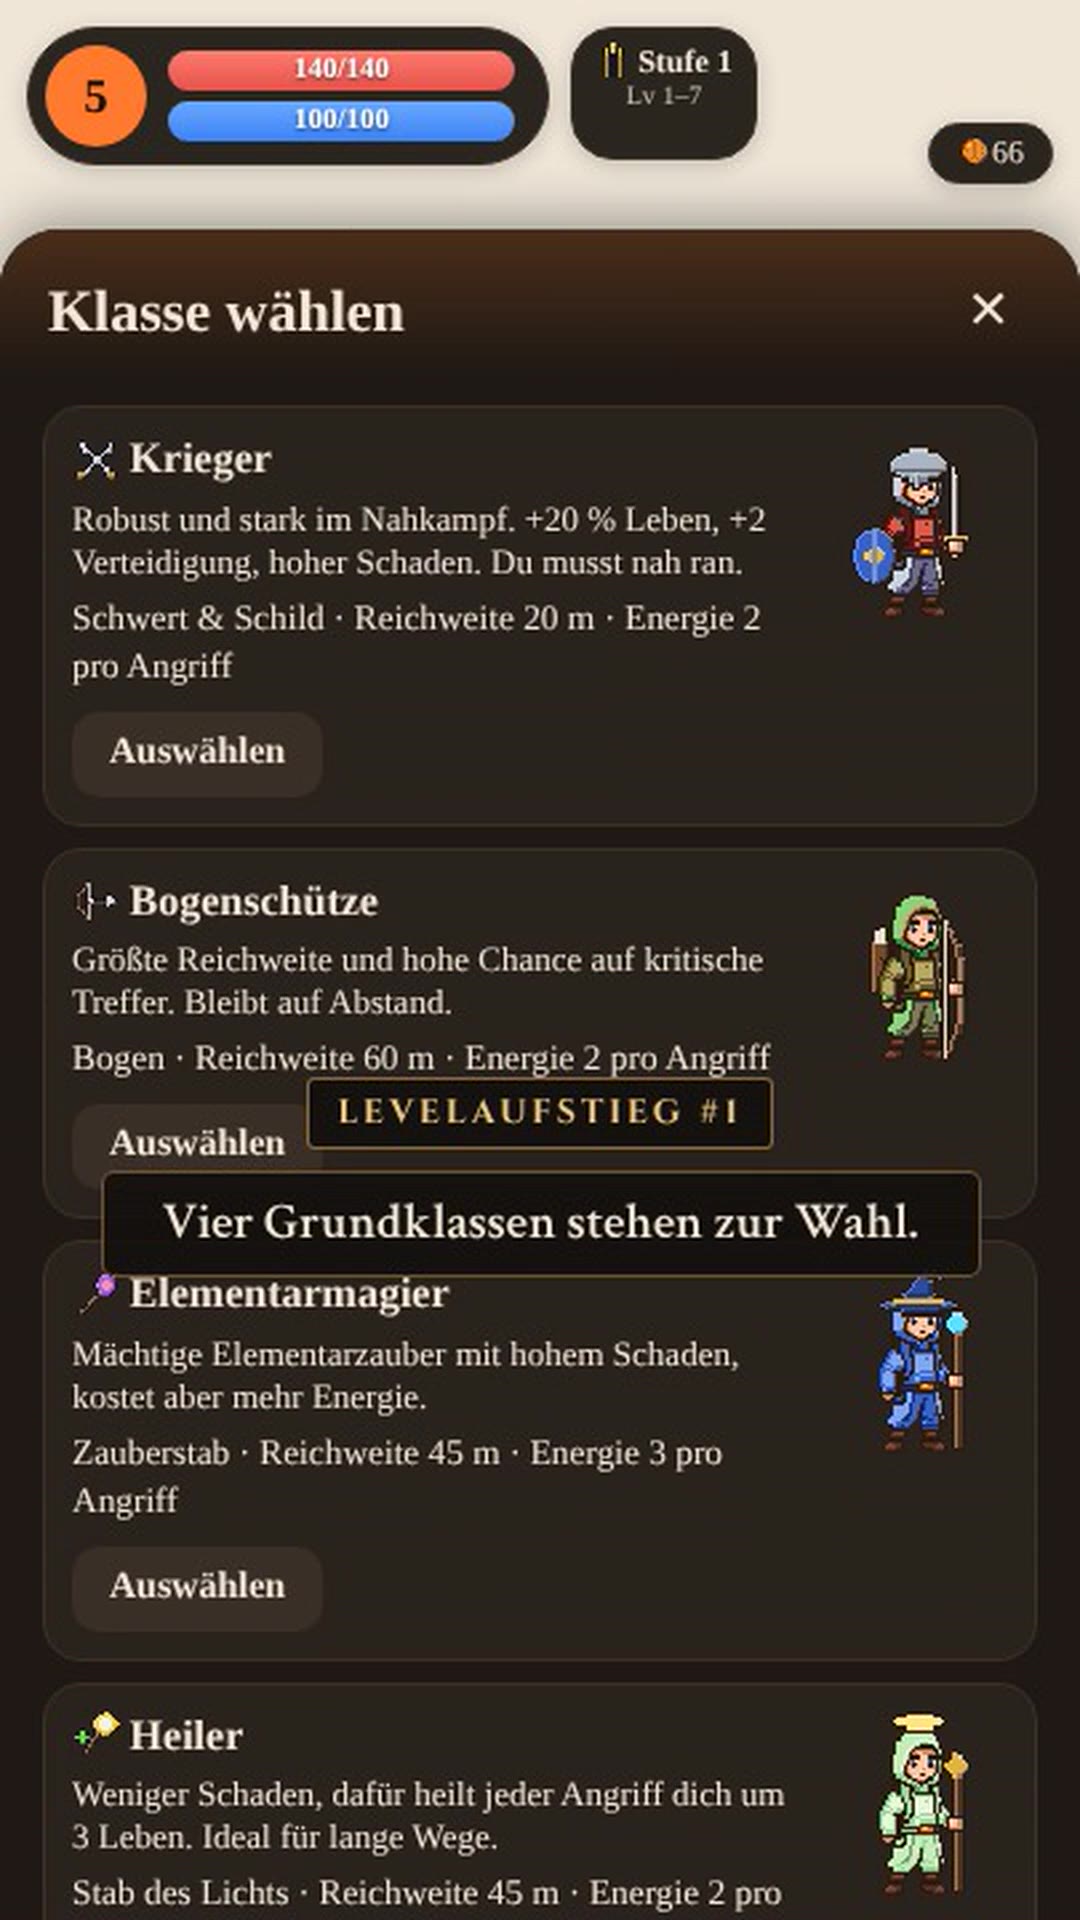 5
140/140
100/100
Stufe 1
Lv 1–7
66
Klasse wählen
Krieger
Robust und stark im Nahkampf. +20 % Leben, +2
Verteidigung, hoher Schaden. Du musst nah ran.
Schwert & Schild · Reichweite 20 m · Energie 2
pro Angriff
Auswählen
Bogenschütze
Größte Reichweite und hohe Chance auf kritische
Treffer. Bleibt auf Abstand.
Bogen · Reichweite 60 m · Energie 2 pro Angriff
LEVELAUFSTIEG #1
Auswählen
Vier Grundklassen stehen zur Wahl.
Elementarmagier
Mächtige Elementarzauber mit hohem Schaden,
kostet aber mehr Energie.
Zauberstab · Reichweite 45 m · Energie 3 pro
Angriff
Auswählen
Heiler
Weniger Schaden, dafür heilt jeder Angriff dich um
3 Leben. Ideal für lange Wege.
Stab des Lichts · Reichweite 45 m · Energie 2 pro